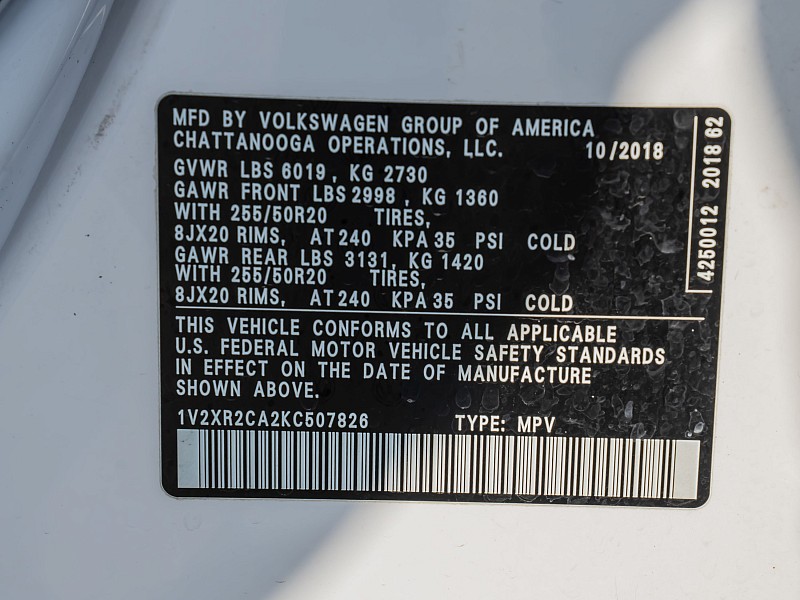 MFD BY VOLKSWAGEN GROUP OF AMERICA
CHATTANOOGA OPERATIONS, LLC. 10/2018
GVWR LBS 6019, KG 2730
GAWR FRONT LBS 2998, KG 1360
WITH 255/50R20 TIRES,
8JX20 RIMS, AT 240 KPA 35 PSI COLD
GAWR REAR LBS 3131, KG 1420
WITH 255/50R20 TIRES,
8JX20 RIMS, AT 240 KPA 35 PSI COLD
THIS VEHICLE CONFORMS TO ALL APPLICABLE
U.S. FEDERAL MOTOR VEHICLE SAFETY STANDARDS
IN EFFECT ON THE DATE OF MANUFACTURE
SHOWN ABOVE.
1V2XR2CA2KC507826 TYPE: MPV
4250012 2018 62